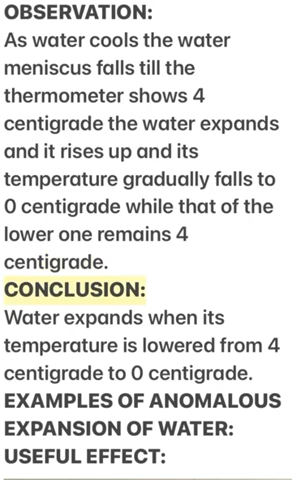 OBSERVATION:
As water cools the water
meniscus falls till the
thermometer shows 4
centigrade the water expands
and it rises up and its
temperature gradually falls to
0 centigrade while that of the
lower one remains 4
centigrade.
CONCLUSION:
Water expands when its
temperature is lowered from 4
centigrade to 0 centigrade.
EXAMPLES OF ANOMALOUS
EXPANSION OF WATER:
USEFUL EFFECT: